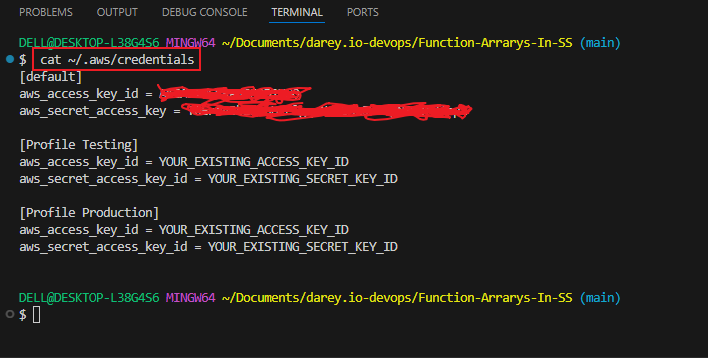 PROBLEMS OUTPUT DEBUG CONSOLE TERMINAL PORTS
DELL@DESKTOP-L38G4S6 MINGW64 ~/Documents/darey.io-devops/Function-Arrarys-In-SS (main)
$ cat ~/.aws/credentials
[default]
aws_access_key_id =
aws_secret_access_key =
[Profile Testing]
aws_access_key_id = YOUR_EXISTING_ACCESS_KEY_ID
aws_secret_access_key_id = YOUR_EXISTING_SECRET_KEY_ID
[Profile Production]
aws_access_key_id = YOUR_EXISTING_ACCESS_KEY_ID
aws_secret_access_key_id = YOUR_EXISTING_SECRET_KEY_ID
DELL@DESKTOP-L38G4S6 MINGW64 ~/Documents/darey.io-devops/Function-Arrarys-In-SS (main)
$